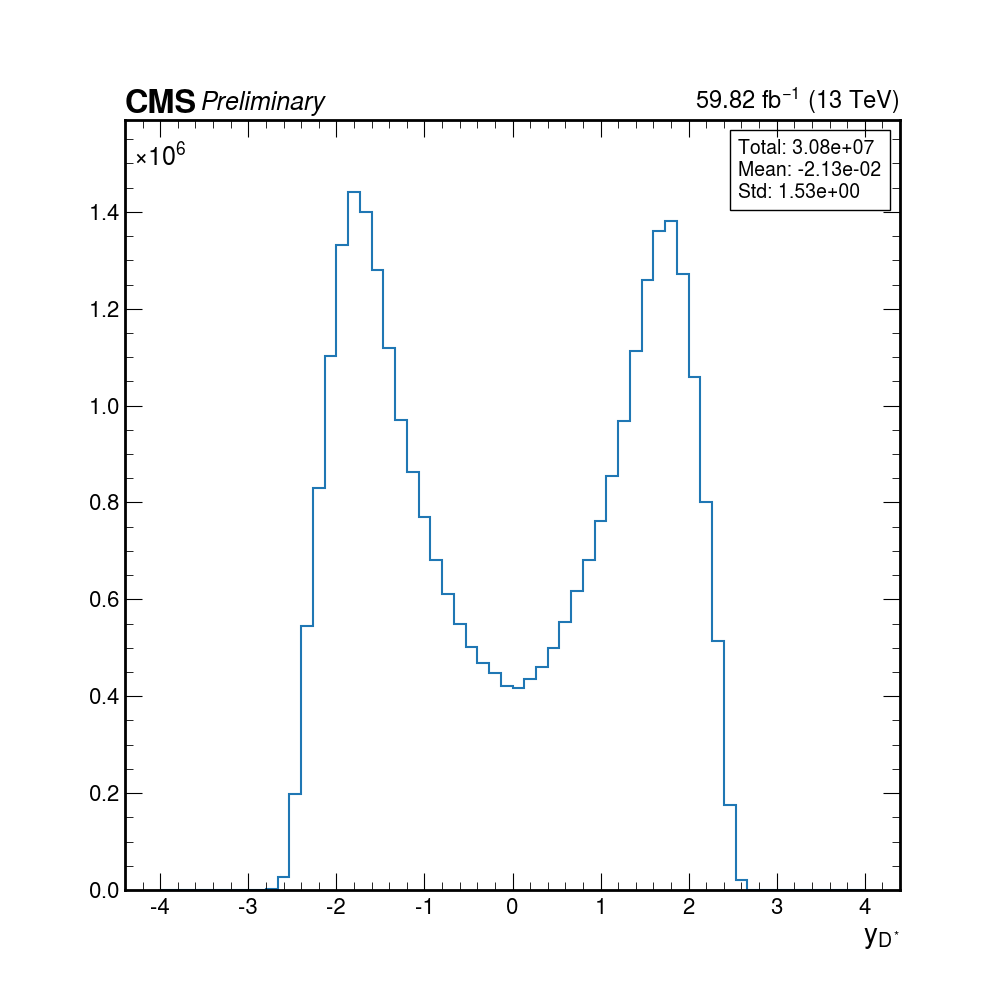 CMS Preliminary
59.82 fb⁻¹ (13 TeV)
×10⁶
Total: 3.08e+07
Mean: -2.13e-02
Std: 1.53e+00
1.4
1.2
1.0
0.8
0.6
0.4
0.2
0.0
-4 -3 -2 -1 0 1 2 3 4
y_{D^*}